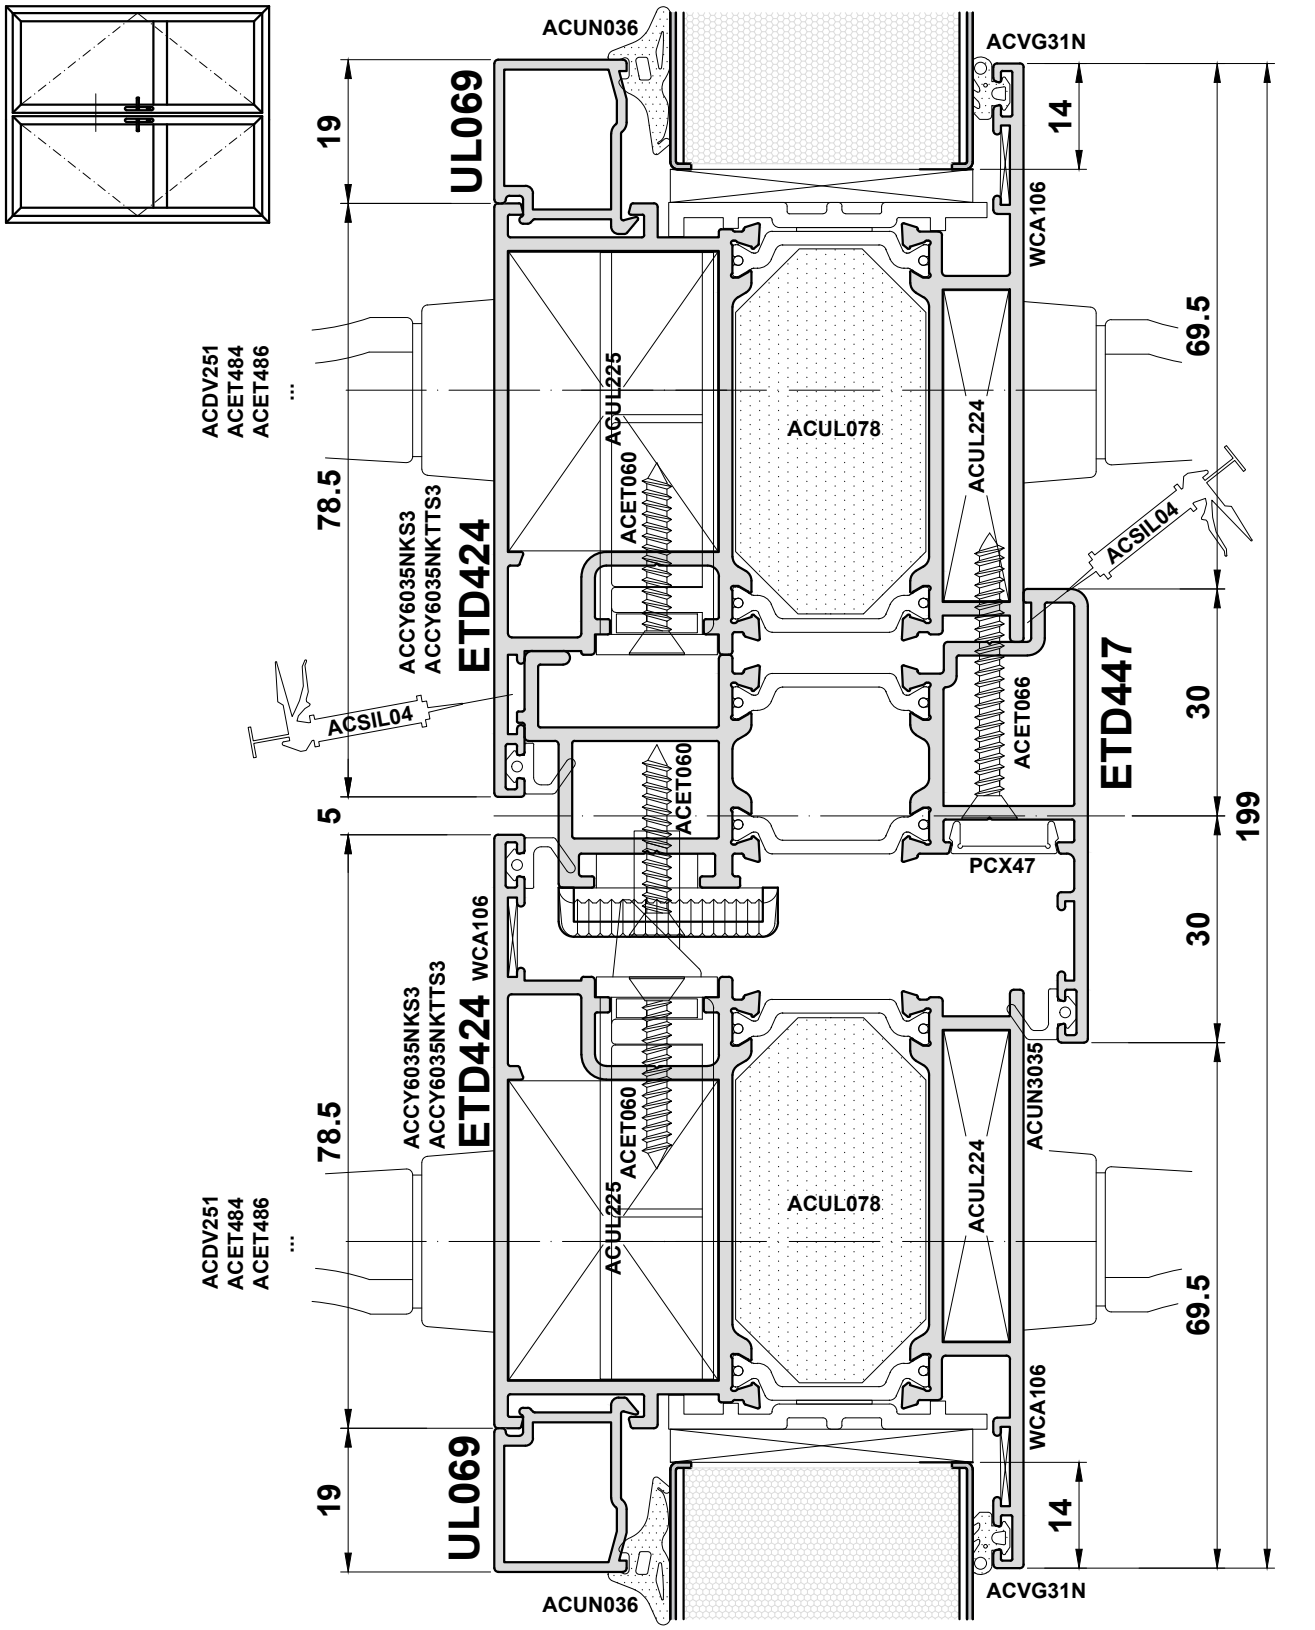 ACUN036
ACVG31N
19
UL069
14
WCA106
69.5
ACDV251
ACET484
ACET486
...
ACUL225
ACUL078
ACUL224
78.5
ACET060
ACCY6035NKS3
ACCY6035NKTTS3
ETD424
ACSIL04
ACSIL04
ETD447
30
ACET066
ACET060
5
199
PCX47
30
WCA106
ACCY6035NKS3
ACCY6035NKTTS3
ETD424
ACUN3035
78.5
ACET060
ACDV251
ACET484
ACET486
...
ACUL225
ACUL078
ACUL224
69.5
WCA106
19
UL069
14
ACUN036
ACVG31N